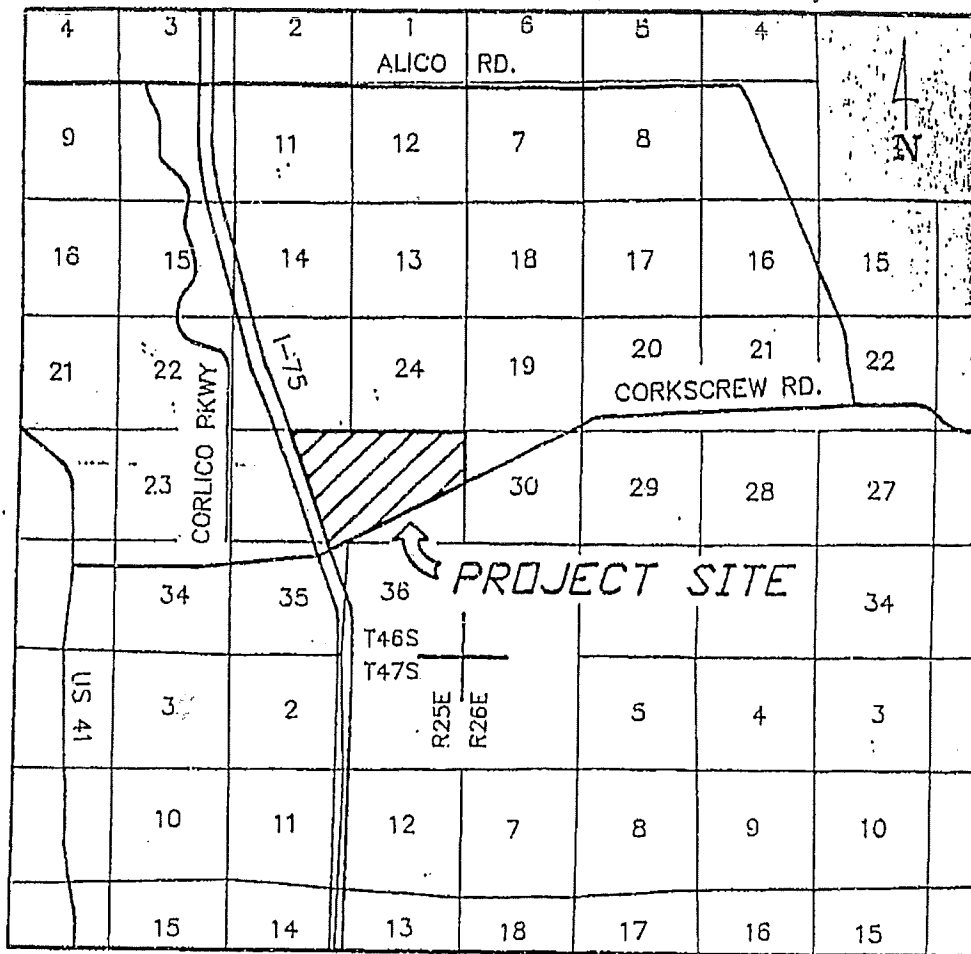 4 3 2 1 6 5 4
ALICO RD.
N
9 11 12 7 8
16 15 14 13 18 17 16 15
I-75
21 22 24 19 20 21 22
CORLICO PKWY
CORKSCREW RD.
23 30 29 28 27
PROJECT SITE
34 35 36 34
T46S
T47S
R25E
R26E
US 41
3 2 5 4 3
10 11 12 7 8 9 10
15 14 13 18 17 16 15